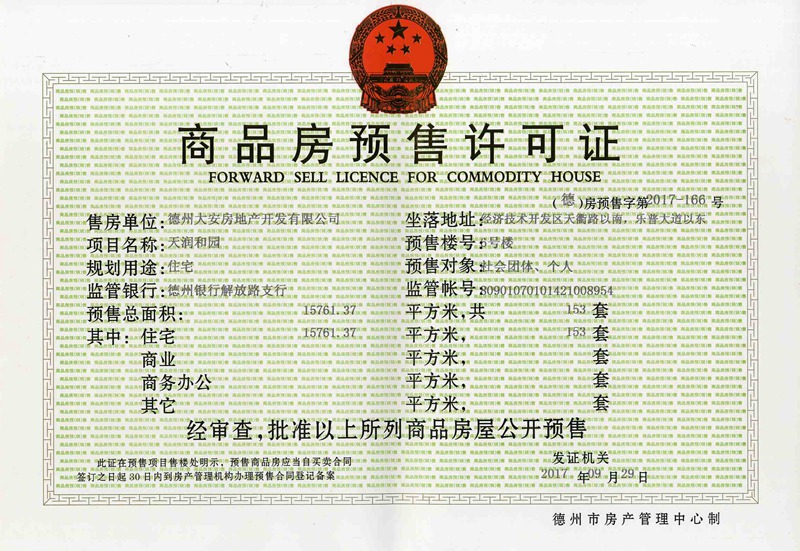 商品房预售许可证
FORWARD SELL LICENCE FOR COMMODITY HOUSE
(德)房预售字第2017-166 号
售房单位:德州大安房地产开发有限公司 坐落地址:经济技术开发区天衢路以南，乐普大道以东
项目名称:天润和园 预售楼号:6号楼
规划用途:住宅 预售对象:社会团体、个人
监管银行:德州银行解放路支行 监管帐号:80901070101421008954
预售总面积: 15761.37 平方米,共 153 套
其中:住宅 15761.37 平方米, 153 套
商业 平方米, 套
商务办公 平方米, 套
其它 平方米, 套
经审查,批准以上所列商品房屋公开预售
此证在预售项目售楼处明示，预售商品房应当自买卖合同
签订之日起30日内到房产管理机构办理预售合同登记备案
发证机关
2017 年09 月29日
德州市房产管理中心制